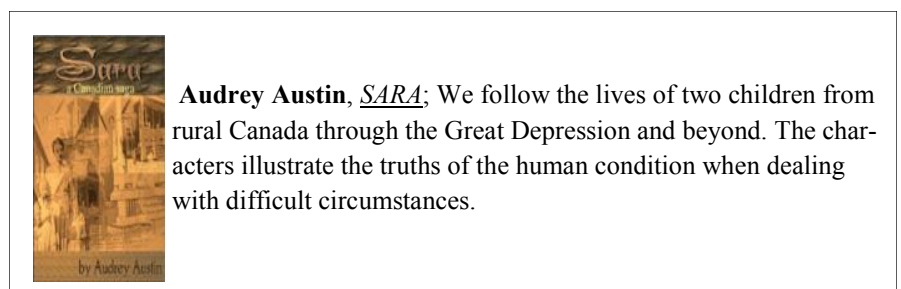 Sara
a Canadian saga
by Audrey Austin
Audrey Austin, SARA; We follow the lives of two children from
rural Canada through the Great Depression and beyond. The char-
acters illustrate the truths of the human condition when dealing
with difficult circumstances.